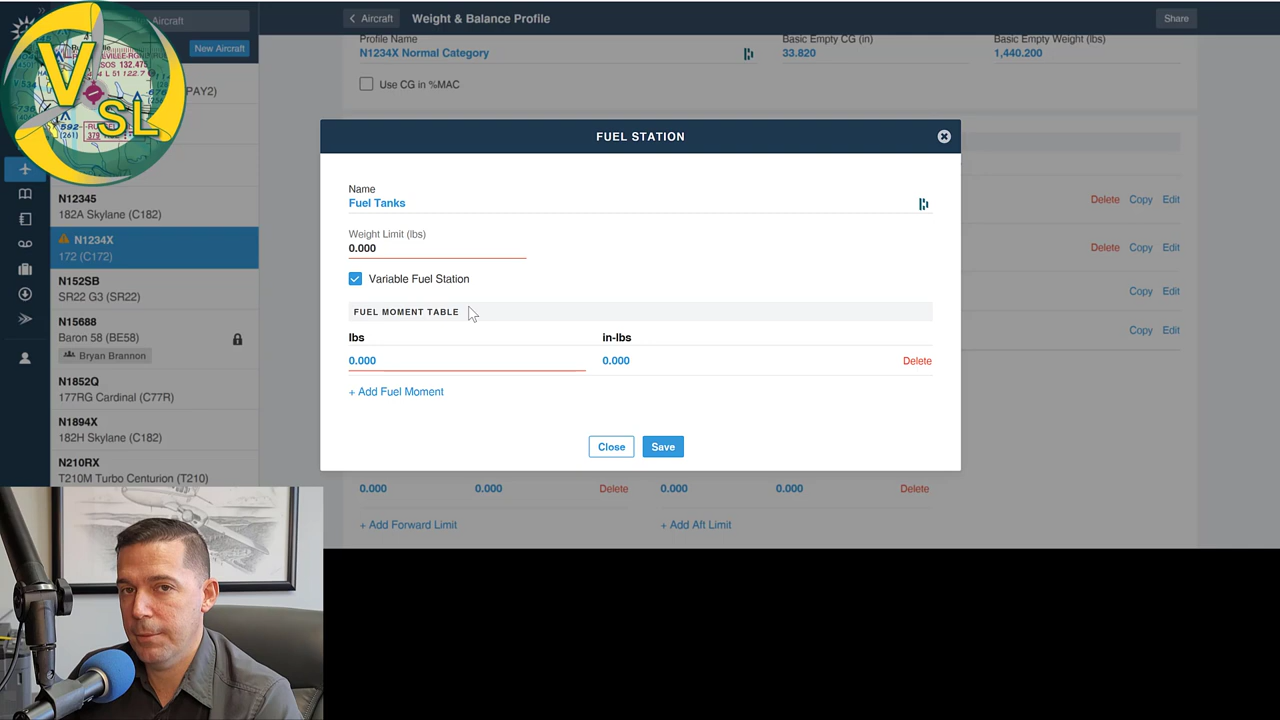 Aircraft
New Aircraft
PAY2)
N12345
182A Skylane (C182)
N1234X
172 (C172)
N152SB
SR22 G3 (SR22)
N15688
Baron 58 (BE58)
Bryan Brannon
N1852Q
177RG Cardinal (C77R)
N1894X
182H Skylane (C182)
N210RX
T210M Turbo Centurion (T210)
VSL
Aircraft
Weight & Balance Profile
Share
Profile Name
Basic Empty CG (in)
Basic Empty Weight (lbs)
N1234X Normal Category
33.820
1,440.200
Use CG in %MAC
FUEL STATION
Name
Fuel Tanks
Weight Limit (lbs)
0.000
Variable Fuel Station
FUEL MOMENT TABLE
lbs
in-lbs
0.000
0.000
Delete
+ Add Fuel Moment
Close
Save
Delete Copy Edit
Delete Copy Edit
Copy Edit
Copy Edit
0.000 0.000 Delete 0.000 0.000 Delete
+ Add Forward Limit
+ Add Aft Limit